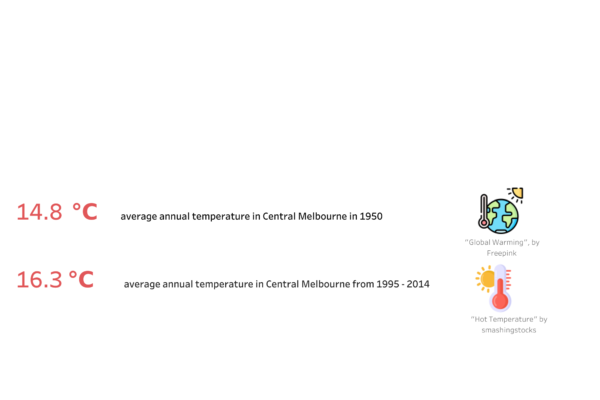 14.8 °C average annual temperature in Central Melbourne in 1950
"Global Warming", by
Freepink
16.3 °C average annual temperature in Central Melbourne from 1995 - 2014
"Hot Temperature" by
smashingstocks